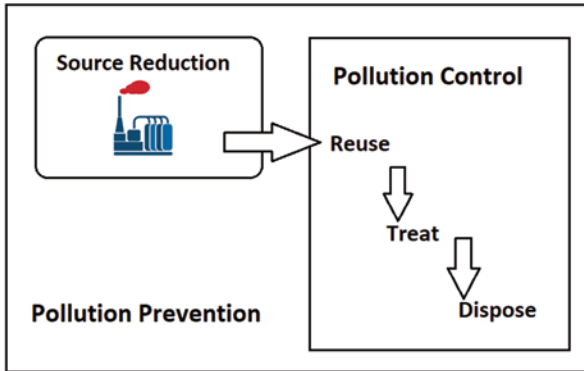 Source Reduction
Pollution Control
Reuse
Treat
Dispose
Pollution Prevention